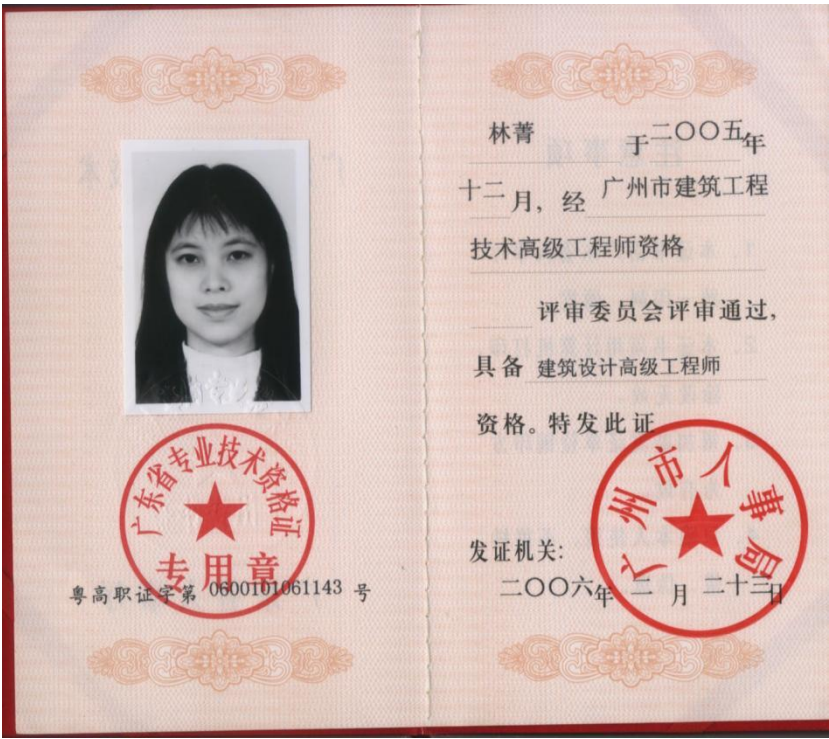 广东省专业技术资格证
专用章
粤高职证字第 0600101061143 号
林菁 于二〇〇五年
十二月，经 广州市建筑工程
技术高级工程师资格
评审委员会评审通过，
具备 建筑设计高级工程师
资格。特发此证
广州市人事局
发证机关：
二〇〇六年 二 月 二十三日